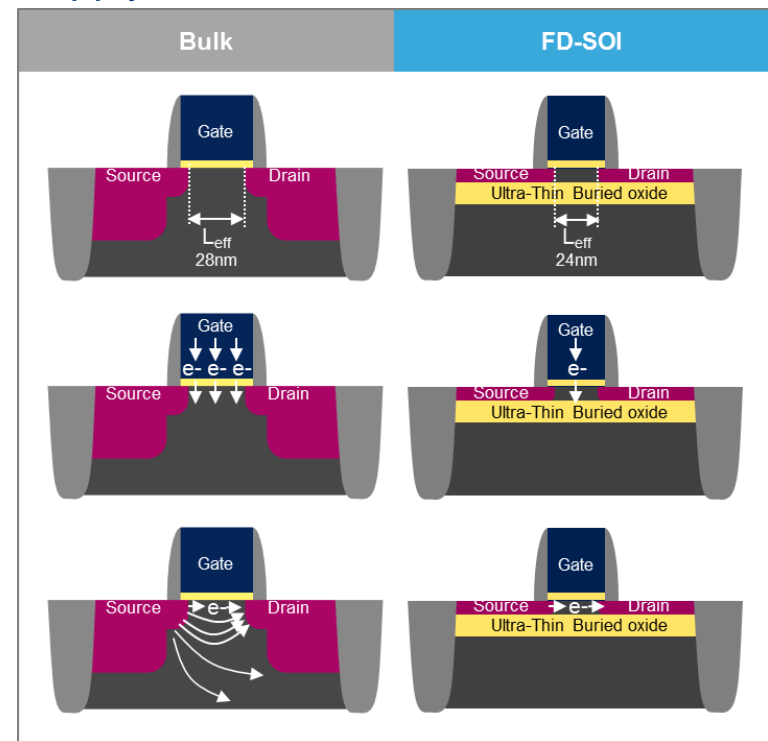 Bulk
FD-SOI
Gate
Source
Drain
Leff
28nm
Gate
Source
Drain
Ultra-Thin Buried oxide
Leff
24nm
Gate
e- e- e-
Source
Drain
Gate
e-
Source
Drain
Ultra-Thin Buried oxide
Gate
Source
e-
Drain
Gate
Source
e-
Drain
Ultra-Thin Buried oxide